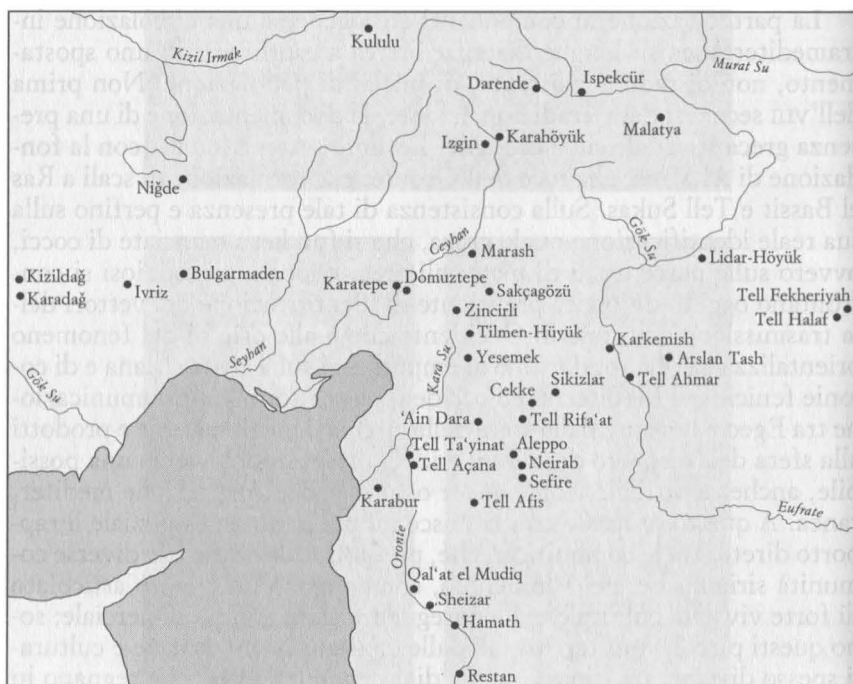 Kululu
Kizil Irmak
Murat Su
Darende
Ispekcür
Malatya
Karahöyük
Izgin
Niğde
Gök Su
Ceyhan
Marash
Lidar-Höyük
Kizildağ
Bulgarmaden
Karatepe
Domuztepe
Sakçagözü
Karadağ
Ivriz
Tell Fekheriyah
Zincirli
Tell Halaf
Tilmen-Hüyük
Karkemish
Seyhan
Kara Su
Yesemek
Arslan Tash
Gök Su
Sikizlar
Tell Ahmar
Cekke
'Ain Dara
Tell Rifa'at
Tell Ta'yinat
Aleppo
Tell Açana
Neirab
Sefire
Karabur
Tell Afis
Eufrate
Oronte
Qal'at el Mudiq
Sheizar
Hamath
Restan